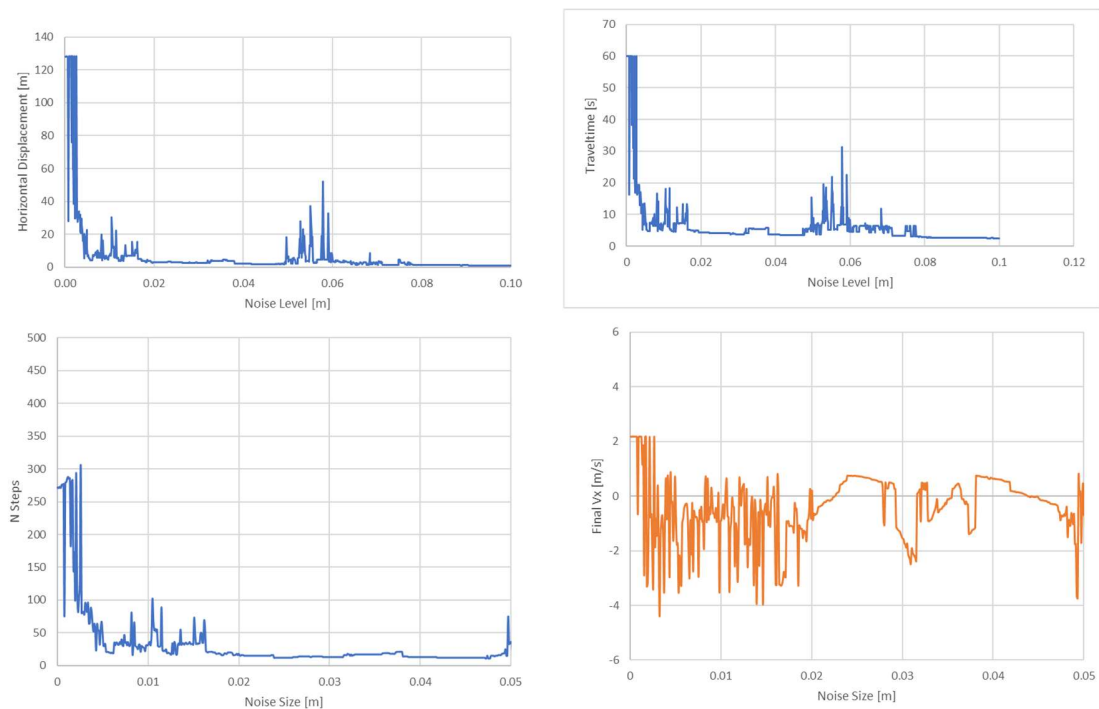 140
120
100
80
60
40
20
0
Horizontal Displacement [m]
0.00 0.02 0.04 0.06 0.08 0.10
Noise Level [m]
70
60
50
40
30
20
10
0
Traveltime [s]
0 0.02 0.04 0.06 0.08 0.1 0.12
Noise Level [m]
500
450
400
350
300
250
200
150
100
50
0
N Steps
0 0.01 0.02 0.03 0.04 0.05
Noise Size [m]
6
4
2
0
-2
-4
-6
Final Vx [m/s]
0 0.01 0.02 0.03 0.04 0.05
Noise Size [m]